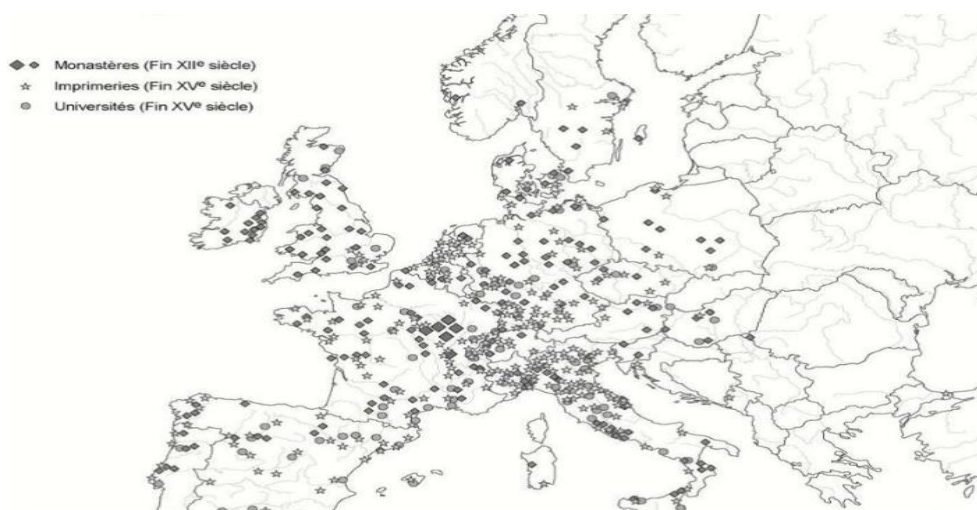 Monastères (Fin XIIᵉ siècle)
Imprimeries (Fin XVᵉ siècle)
Universités (Fin XVᵉ siècle)